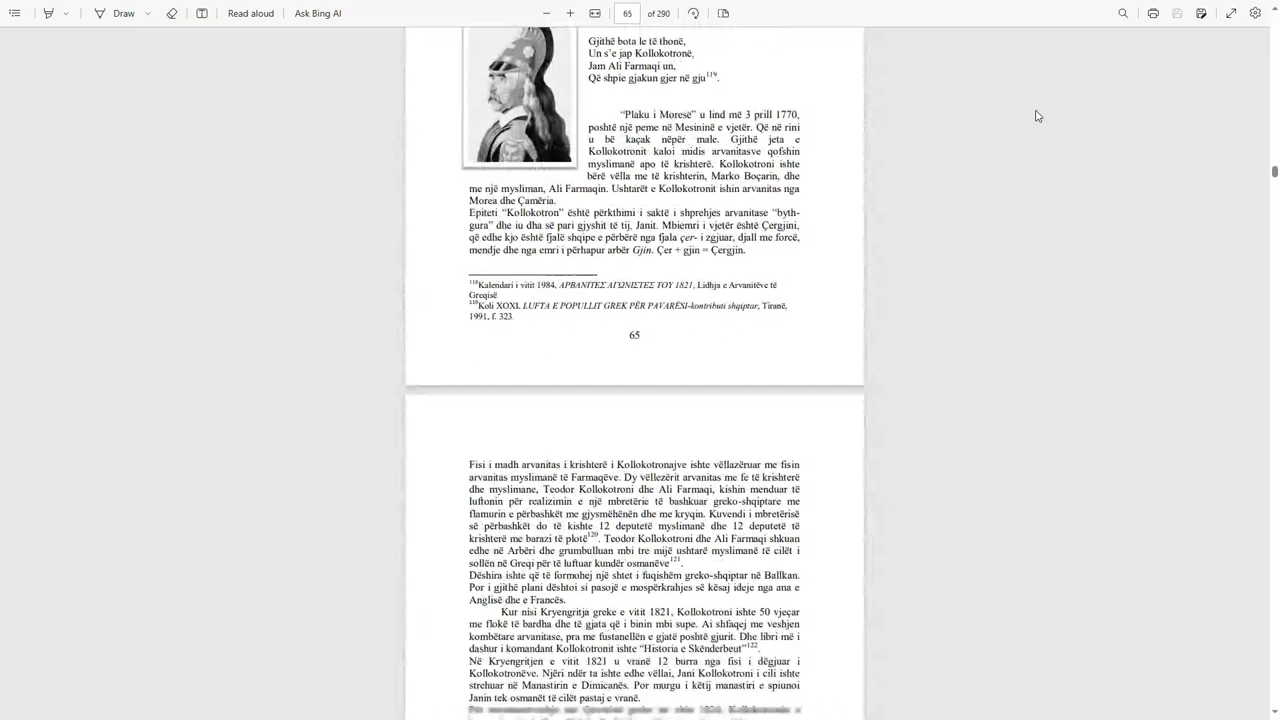 Draw
Read aloud
Ask Bing AI
65 of 290
Gjithë bota le të thonë,
Un s'e jap Kollokotronë,
Jam Ali Farmaqi un,
Që shpie gjakun gjer në gju119.
“Plaku i Moresë” u lind më 3 prill 1770,
poshtë një peme në Mesininë e vjetër. Që në rini
u bë kaçak nëpër male. Gjithë jeta e
Kollokotronit kaloi midis arvanitasve qofshin
myslimanë apo të krishterë. Kollokotroni ishte
bërë vëlla me të krishterin, Marko Boçarin, dhe
me një mysliman, Ali Farmaqin. Ushtarët e Kollokotronit ishin arvanitas nga
Morea dhe Çamëria.
Epiteti “Kollokotron” është përkthimi i saktë i shprehjes arvanitase “byth-
gura” dhe iu dha së pari gjyshit të tij, Janit. Mbiemri i vjetër është Çergjini,
që edhe kjo është fjalë shqipe e përbërë nga fjala çer- i zgjuar, djall me forcë,
mendje dhe nga emri i përhapur arbër Gjin. Çer + gjin = Çergjin.
118Kalendari i vitit 1984, ΑΡΒΑΝΙΤΕΣ ΑΓΩΝΙΣΤΕΣ ΤΟΥ 1821, Lidhja e Arvanitëve të
Greqisë
119Koli XOXI. LUFTA E POPULLIT GREK PËR PAVARËSI-kontributi shqiptar, Tiranë,
1991, f. 323.
65
Fisi i madh arvanitas i krishterë i Kollokotronajve ishte vëllazëruar me fisin
arvanitas myslimanë të Farmaqëve. Dy vëllezërit arvanitas me fe të krishterë
dhe myslimane, Teodor Kollokotroni dhe Ali Farmaqi, kishin menduar të
luftonin për realizimin e një mbretërie të bashkuar greko-shqiptare me
flamurin e përbashkët me gjysmëhënën dhe me kryqin. Kuvendi i mbretërisë
së përbashkët do të kishte 12 deputetë myslimanë dhe 12 deputetë të
krishterë me barazi të plotë120. Teodor Kollokotroni dhe Ali Farmaqi shkuan
edhe në Arbëri dhe grumbulluan mbi tre mijë ushtarë myslimanë të cilët i
sollën në Greqi për të luftuar kundër osmanëve121.
Dëshira ishte që të formohej një shtet i fuqishëm greko-shqiptar në Ballkan.
Por i gjithë plani dështoi si pasojë e mospërkrahjes së kësaj ideje nga ana e
Anglisë dhe e Francës.
Kur nisi Kryengritja greke e vitit 1821, Kollokotroni ishte 50 vjeçar
me flokë të bardha dhe të gjata që i binin mbi supe. Ai shfaqej me veshjen
kombëtare arvanitase, pra me fustanellën e gjatë poshtë gjurit. Dhe libri më i
dashur i komandant Kollokotronit ishte “Historia e Skënderbeut”122.
Në Kryengritjen e vitit 1821 u vranë 12 burra nga fisi i dëgjuar i
Kollokotronëve. Njëri ndër ta ishte edhe vëllai, Jani Kollokotroni i cili ishte
strehuar në Manastirin e Dimicanës. Por murgu i këtij manastiri e spiunoi
Janin tek osmanët të cilët pastaj e vranë.